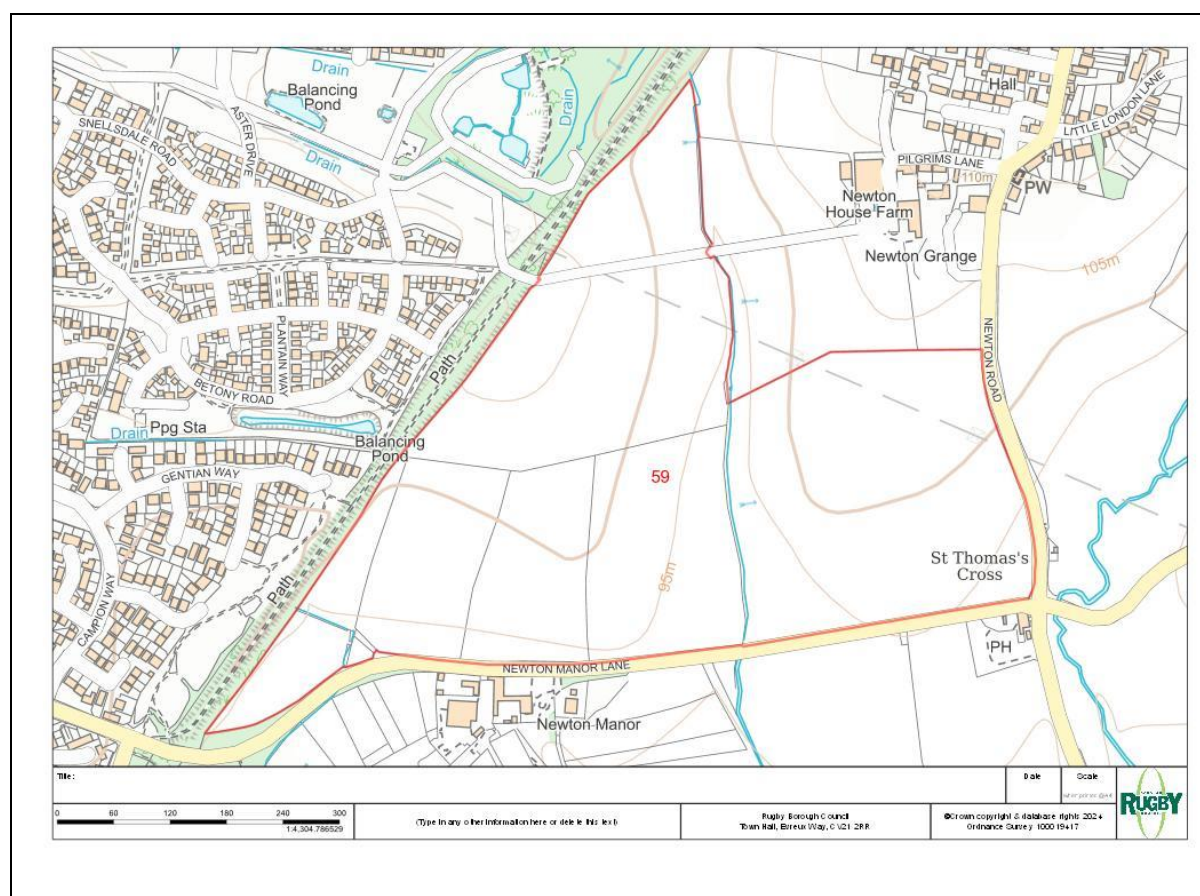 Drain
Balancing
Pond
Drain
Drain
SNELLSDALE ROAD
ASTER DRIVE
Hall
LITTLE LONDON LANE
PILGRIMS LANE
110m
PW
Newton
House Farm
Newton Grange
105m
NEWTON ROAD
PLANTAIN WAY
Path
BETONY ROAD
Ppg Sta
Drain
Balancing
Pond
GENTIAN WAY
59
95m
St Thomas's
Cross
Path
CAMPION WAY
PH
NEWTON MANOR LANE
Newton Manor
Title:
Date
Scale
0 60 120 180 240 300
1:4,304.786529
(Type in any other information here or delete this text)
Rugby Borough Council
Town Hall, Evreux Way, CV21 2RR
©Crown copyright & database rights 2024
Ordnance Survey 100019417
RUGBY